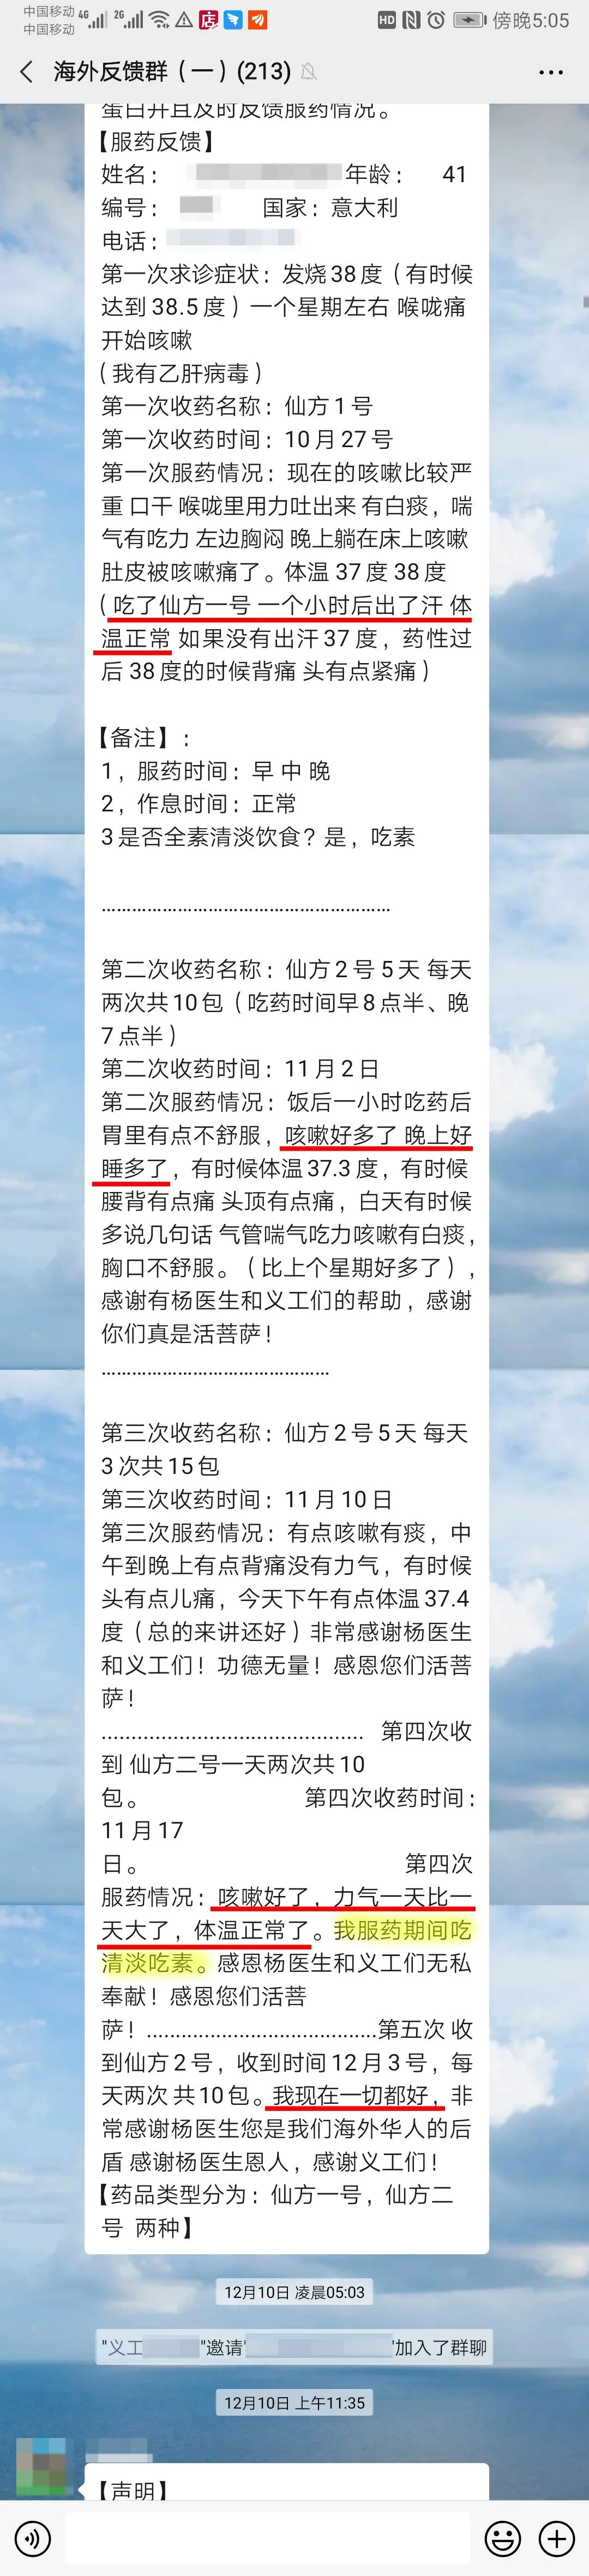 中国移动 4G 2G HD 傍晚5:05
中国移动
海外反馈群（一）(213)
蛋白并且及时反馈服药情况。
【服药反馈】
姓名： 年龄： 41
编号： 国家：意大利
电话：
第一次求诊症状：发烧38度（有时候
达到38.5度）一个星期左右 喉咙痛
开始咳嗽
（我有乙肝病毒）
第一次收药名称：仙方1号
第一次收药时间：10月27号
第一次服药情况：现在的咳嗽比较严
重 口干 喉咙里用力吐出来 有白痰，喘
气有吃力 左边胸闷 晚上躺在床上咳嗽
肚皮被咳嗽痛了。体温37度38度
（吃了仙方一号 一个小时后出了汗 体
温正常 如果没有出汗37度，药性过
后38度的时候背痛 头有点紧痛）
【备注】：
1，服药时间：早 中 晚
2，作息时间：正常
3是否全素清淡饮食？是，吃素
………………………………………………
第二次收药名称：仙方2号5天 每天
两次共10包（吃药时间早8点半、晚
7点半）
第二次收药时间：11月2日
第二次服药情况：饭后一小时吃药后
胃里有点不舒服，咳嗽好多了 晚上好
睡多了，有时候体温37.3度，有时候
腰背有点痛 头顶有点痛，白天有时候
多说几句话 气管喘气吃力咳嗽有白痰，
胸口不舒服。（比上个星期好多了），
感谢有杨医生和义工们的帮助，感谢
你们真是活菩萨！
……………………………………
第三次收药名称：仙方2号5天 每天
3次共15包
第三次收药时间：11月10日
第三次服药情况：有点咳嗽有痰，中
午到晚上有点背痛没有力气，有时候
头有点儿痛，今天下午有点体温37.4
度（总的来讲还好）非常感谢杨医生
和义工们！功德无量！感恩您们活菩
萨！
………………………………………… 第四次收
到 仙方二号一天两次共10
包。 第四次收药时间：
11月17
日。 第四次
服药情况：咳嗽好了，力气一天比一
天大了，体温正常了。我服药期间吃
清淡吃素。感恩杨医生和义工们无私
奉献！感恩您们活菩
萨！……………………………………第五次 收
到仙方2号，收到时间12月3号，每
天两次 共10包。我现在一切都好，非
常感谢杨医生您是我们海外华人的后
盾 感谢杨医生恩人，感谢义工们！
【药品类型分为：仙方一号，仙方二
号 两种】
12月10日 凌晨05:03
"义工 "邀请" "加入了群聊
12月10日 上午11:35
【声明】